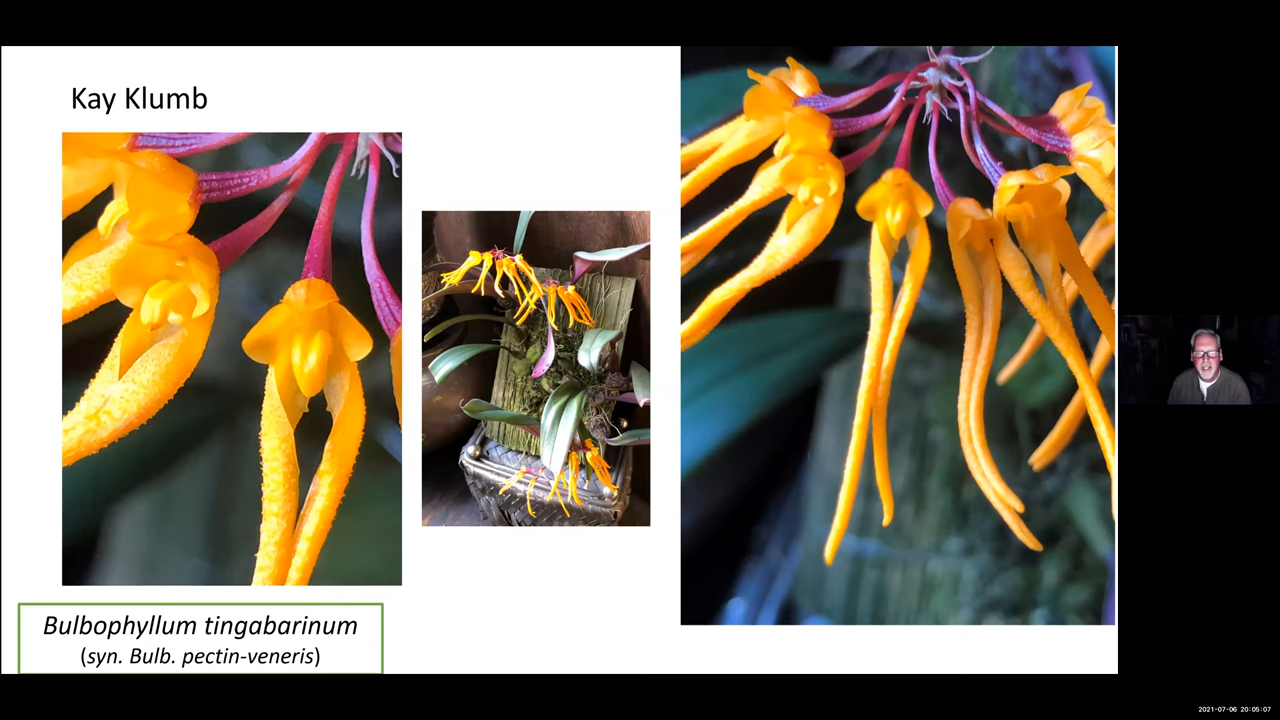 Kay Klumb
Bulbophyllum tingabarinum
(syn. Bulb. pectin-veneris)
2021-07-06 20:05:07